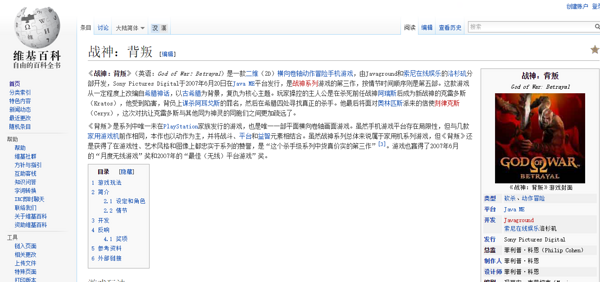 创建账户
维基百科
自由的百科全书
条目 讨论 大陆简体
阅读 编辑 查看历史 搜索
首页
分类索引
特色内容
新闻动态
最近更改
随机条目
帮助
帮助
维基社群
方针与指引
互助客栈
知识问答
字词转换
IRC即时聊天
联络我们
关于维基百科
资助维基百科
工具
链入页面
相关更改
上传文件
特殊页面
打印版本
战神：背叛 [编辑]
《战神：背叛》（英语：God of War: Betrayal）是一款二维（2D）横向卷轴动作冒险手机游戏，由Javaground和索尼在线娱乐的洛杉矶分
部开发，Sony Pictures Digital于2007年6月20日在Java ME平台发行，是战神系列游戏的第三作，按情节时间顺序则是第五部。这款游戏
从一定程度上改编自希腊神话，以古希腊为背景，复仇为核心主题。玩家操控的主人公是在杀死前任战神阿瑞斯后成为新战神的克雷多斯
（Kratos），他受到陷害，背负上谋杀阿耳戈斯的罪名，然后在希腊四处寻找真正的杀手。他最后将面对奥林匹斯派来的信使刻律克斯
（Ceryx），这次对抗让克雷多斯与其他同为神灵的同胞们之间更加疏远了。
《背叛》是系列中唯一未在PlayStation家族发行的游戏，也是唯一一部平面横向卷轴画面游戏。虽然手机游戏平台存在局限性，但与几款
家用游戏机前作相同，本作也以动作为主，并将战斗、平台和益智元素相结合。虽然战神系列总体来说属于家用机系列游戏，但《背叛》还
是获得了在游戏性、艺术风格和图像上都忠实于系列的赞誉，是“这个杀手级系列中货真价实的第三作”[1]。游戏也赢得了2007年6月
的“月度无线游戏”奖和2007年的“最佳（无线）平台游戏”奖。
目录 [隐藏]
1 游戏玩法
2 简介
2.1 设定和角色
2.2 情节
3 开发
4 反响
4.1 奖项
5 参考资料
6 外部链接
战神：背叛
God of War: Betrayal
GOD OF WAR
BETRAYAL
《战神：背叛》游戏封面
类型 砍杀、动作冒险
平台 Java ME
开发 Javaground
索尼在线娱乐洛杉矶
发行 Sony Pictures Digital
总监 菲利普·科恩（Philip Cohen）
制作人 菲利普·科恩
设计师 菲利普·科恩